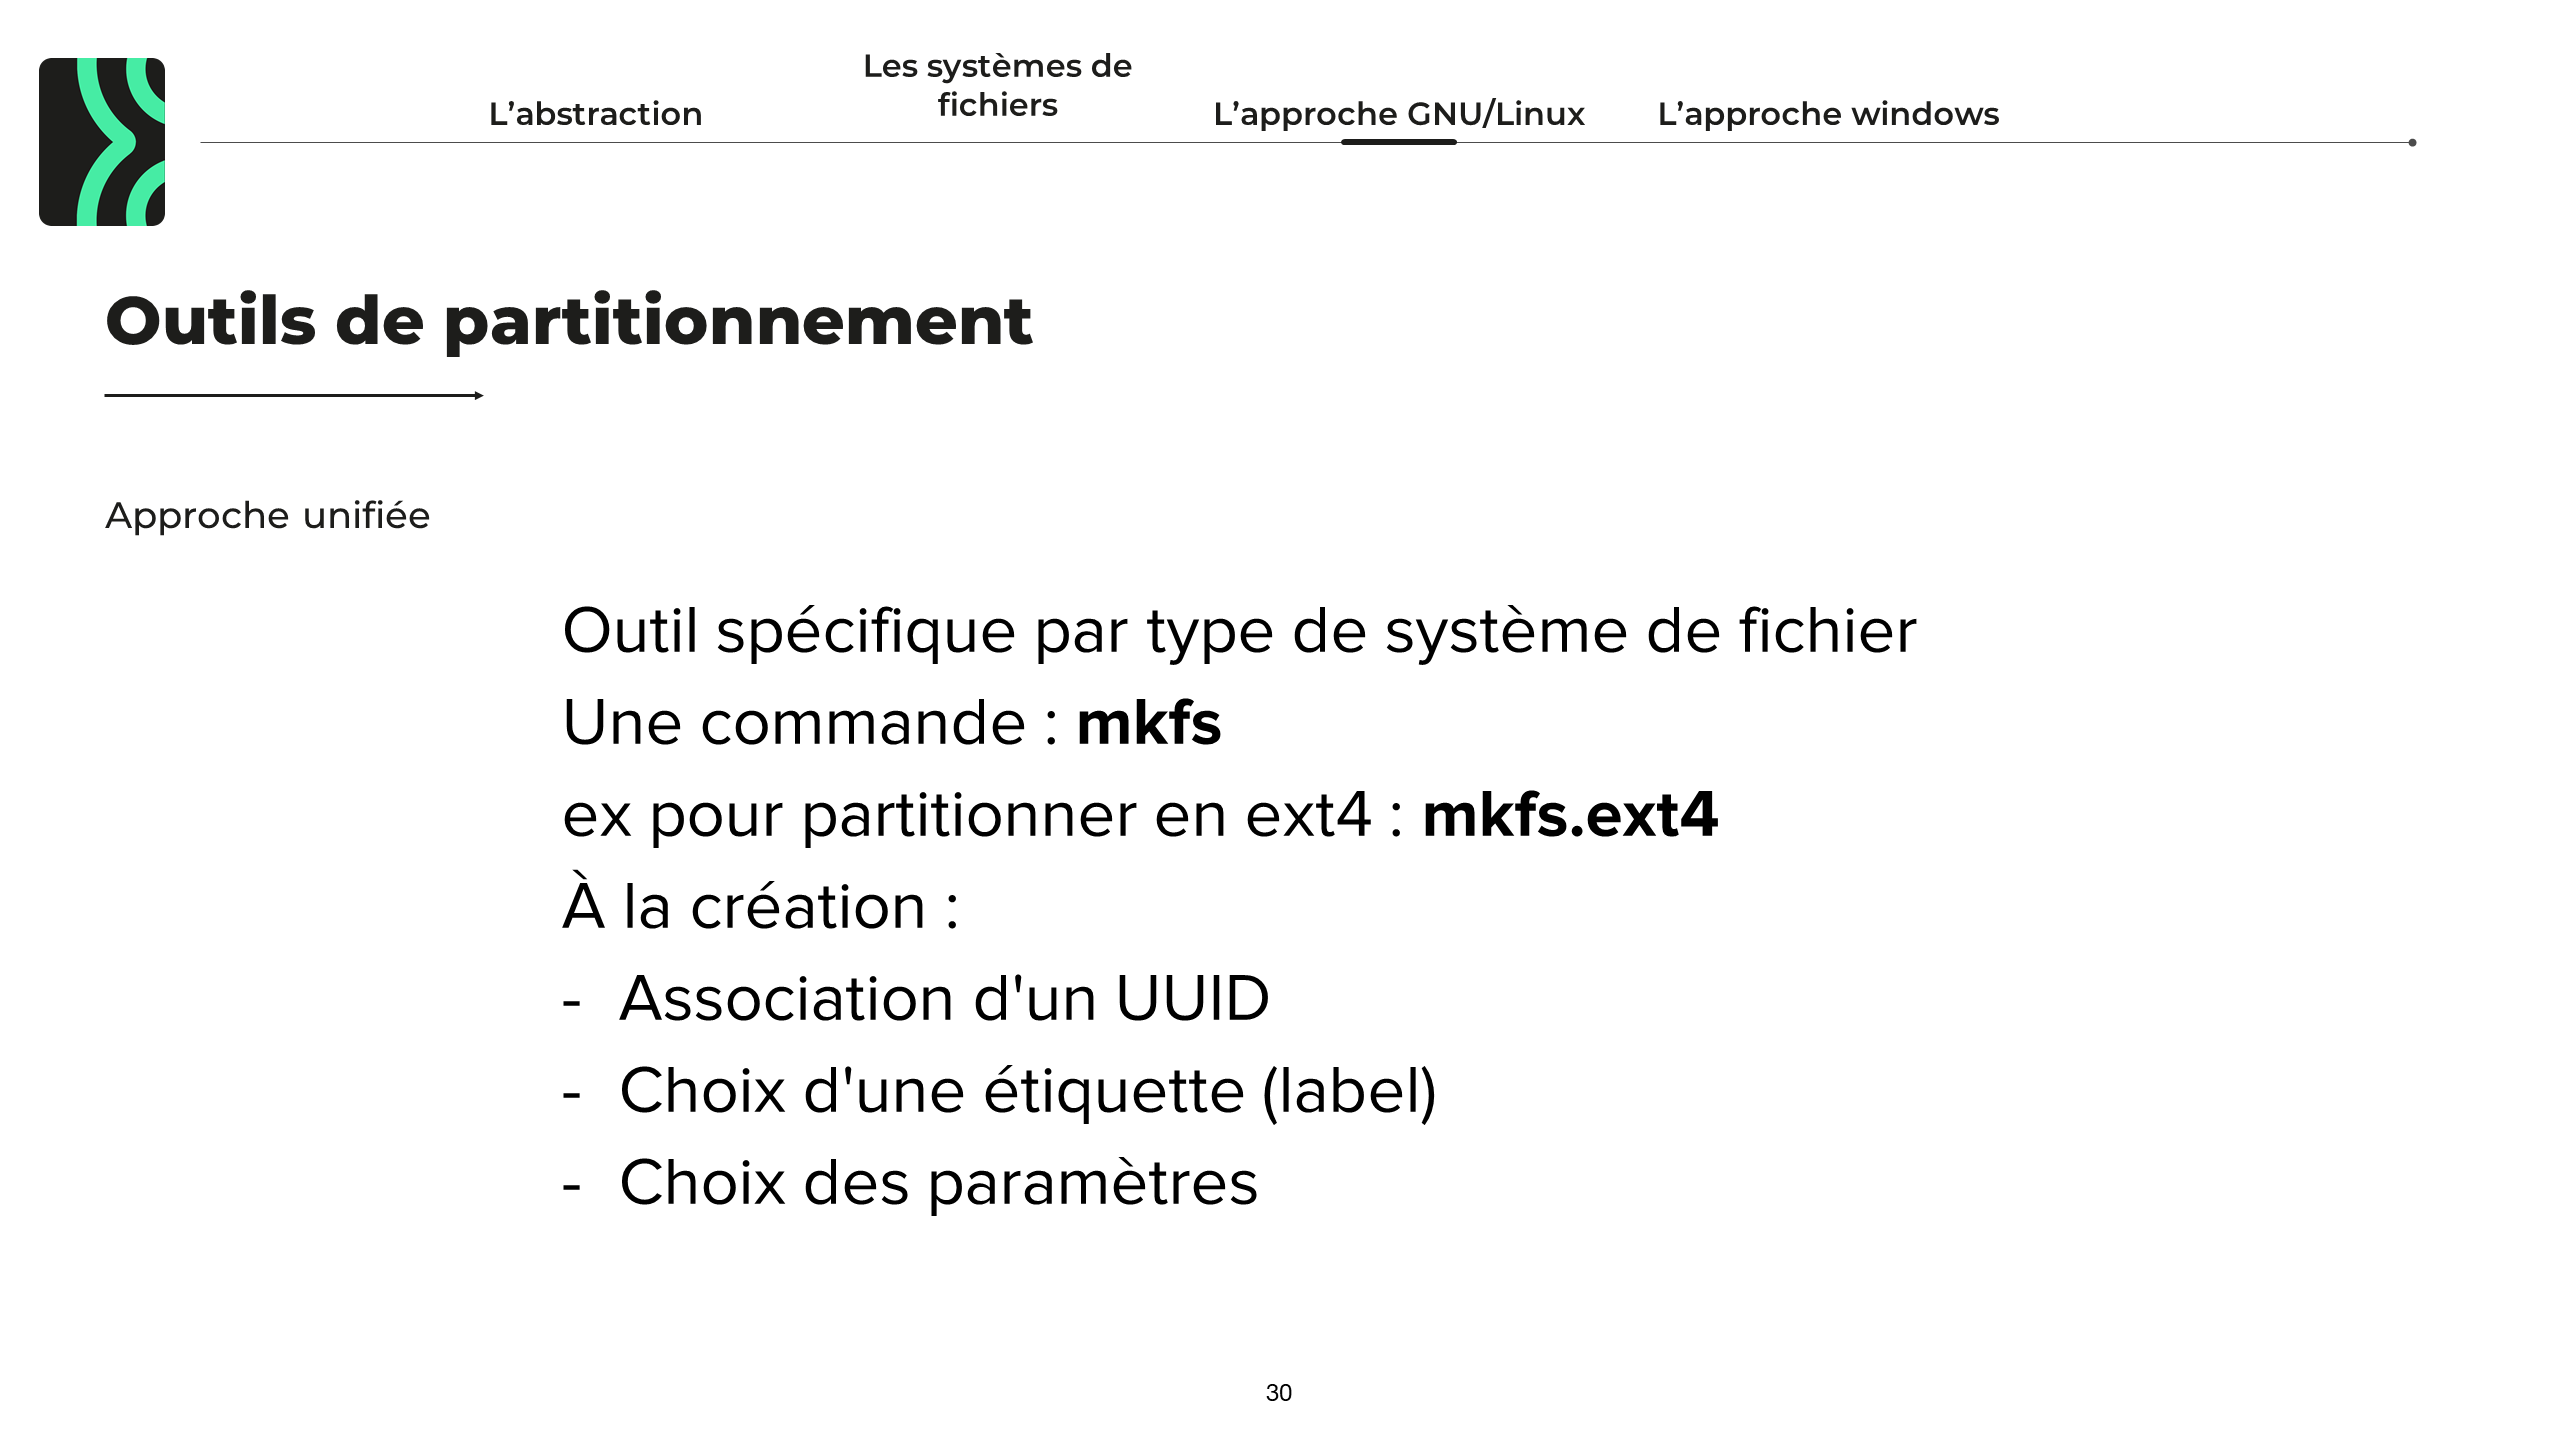 L’abstraction
Les systèmes de
fichiers
L’approche GNU/Linux
L’approche windows
Outils de partitionnement
Approche unifiée
Outil spécifique par type de système de fichier
Une commande : mkfs
ex pour partitionner en ext4 : mkfs.ext4
À la création :
- Association d'un UUID
- Choix d'une étiquette (label)
- Choix des paramètres
30